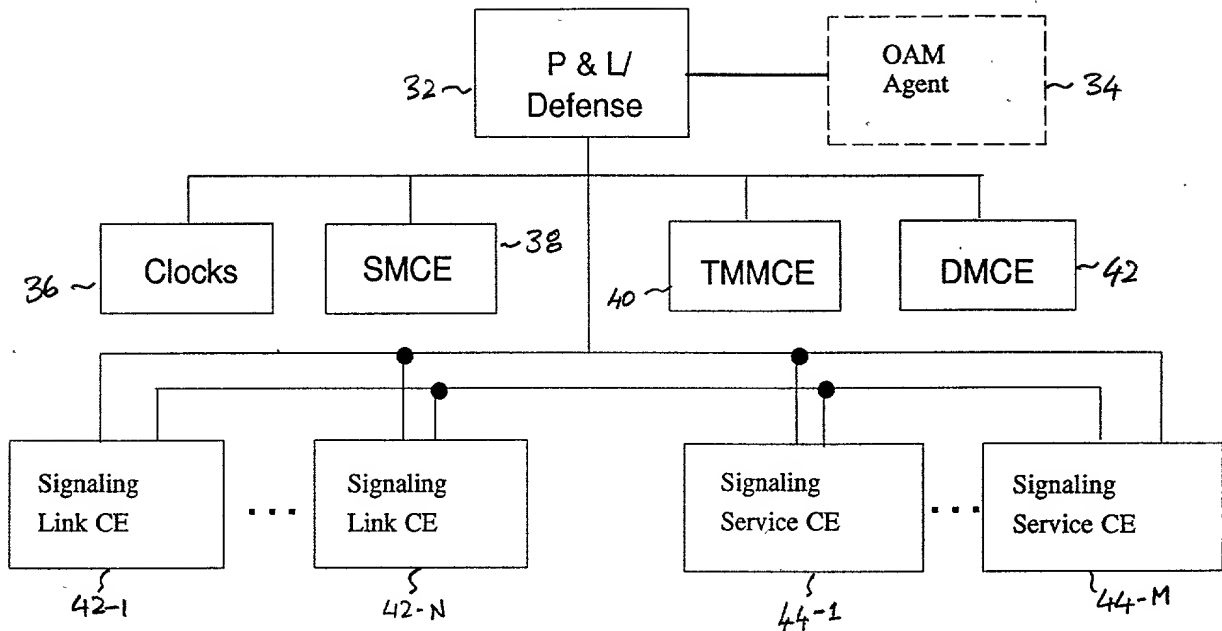 P & L/
Defense
32
OAM
Agent
34
Clocks
36
SMCE
38
TMMCE
40
DMCE
42
Signaling
Link CE
42-1
...
Signaling
Link CE
42-N
Signaling
Service CE
44-1
...
Signaling
Service CE
44-M